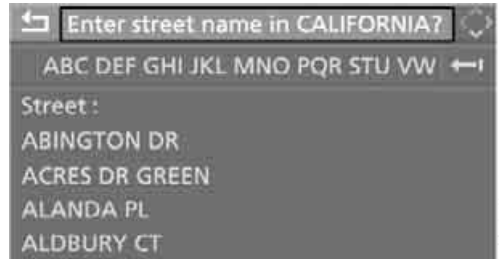 Enter street name in CALIFORNIA?
ABC DEF GHI JKL MNO PQR STU VW
Street :
ABINGTON DR
ACRES DR GREEN
ALANDA PL
ALDBURY CT